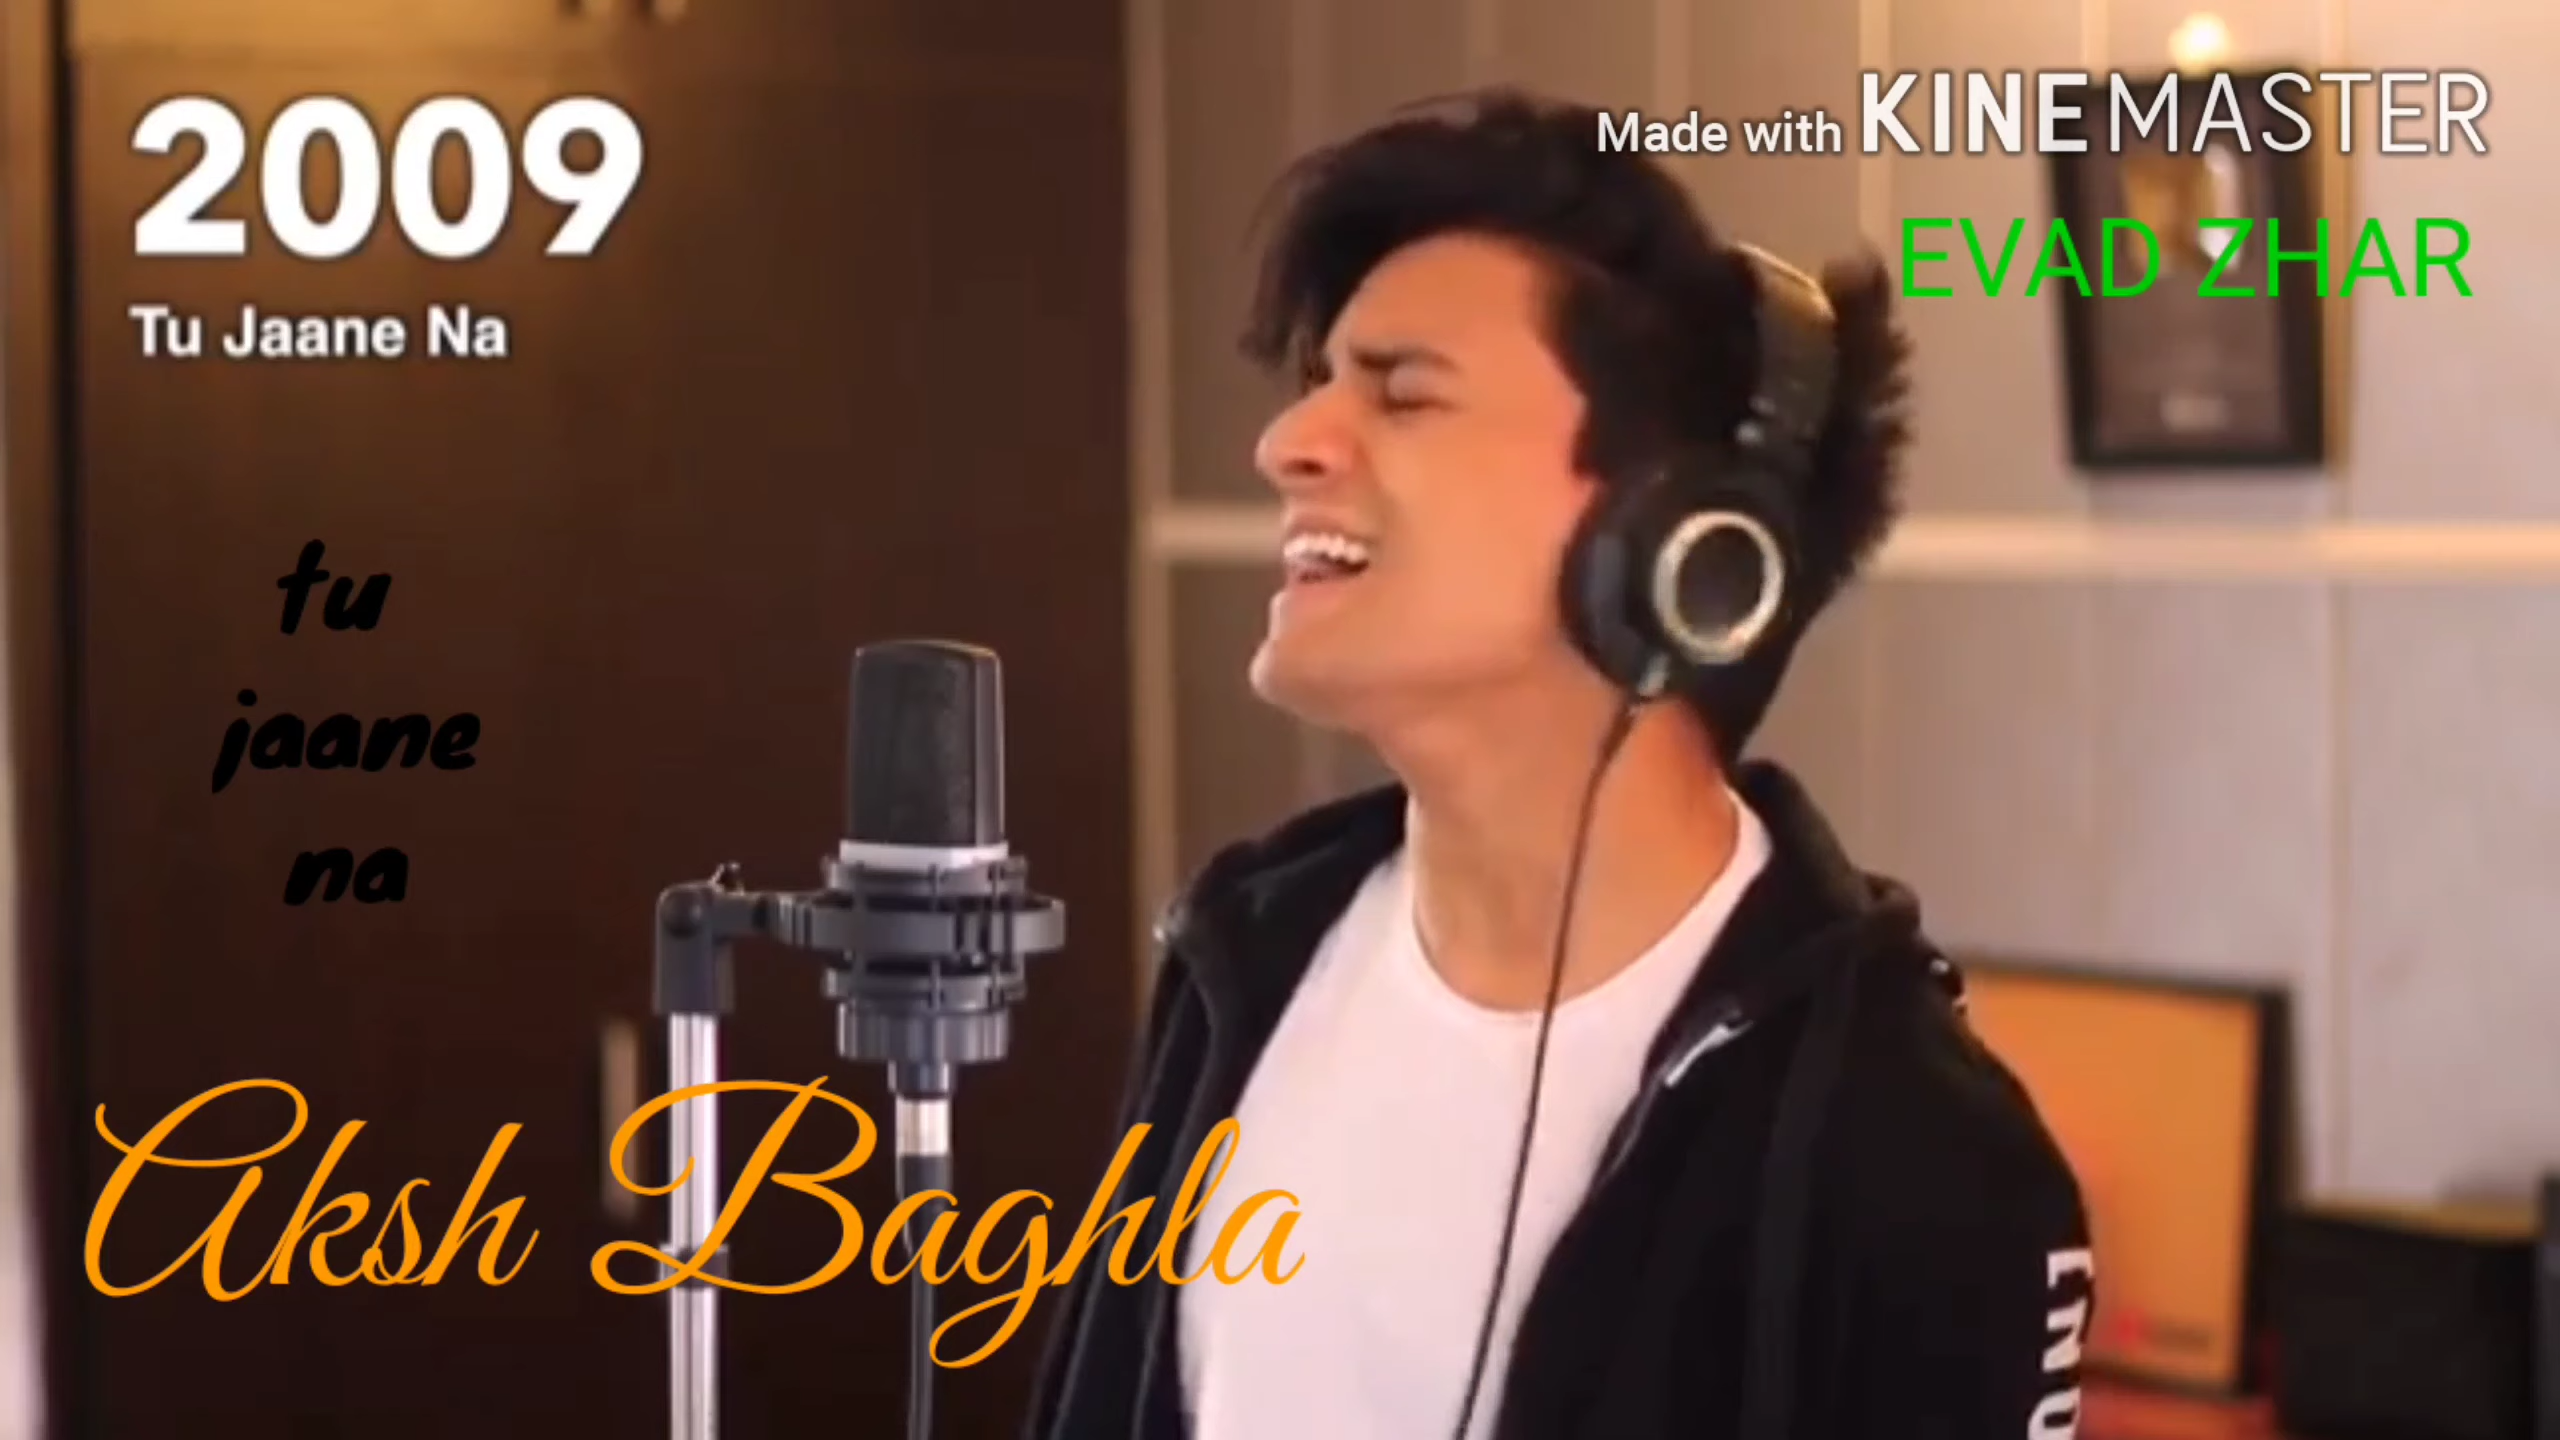 2009
Tu Jaane Na
Made with KINEMASTER
EVAD ZHAR
tu
jaane
na
Aksh Baghla